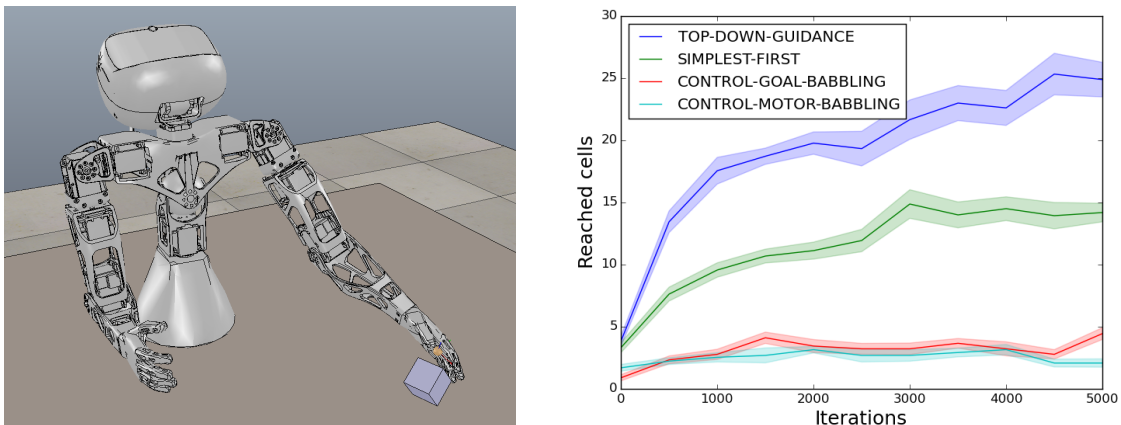 30
25
20
15
10
5
0
Reached cells
TOP-DOWN-GUIDANCE
SIMPLEST-FIRST
CONTROL-GOAL-BABBLING
CONTROL-MOTOR-BABBLING
0 1000 2000 3000 4000 5000
Iterations